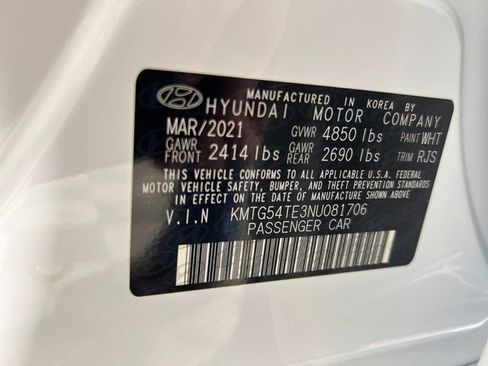 MANUFACTURED IN KOREA BY
HYUNDAI MOTOR COMPANY
MAR/2021 GVWR 4850 lbs PAINT WHT
GAWR FRONT 2414 lbs GAWR REAR 2690 lbs TRIM RJS
THIS VEHICLE CONFORMS TO ALL APPLICABLE U.S.A. FEDERAL
MOTOR VEHICLE SAFETY, BUMPER, AND THEFT PREVENTION STANDARDS
IN EFFECT ON THE DATE OF MANUFACTURE SHOWN ABOVE.
V.I.N KMTG54TE3NU081706
PASSENGER CAR